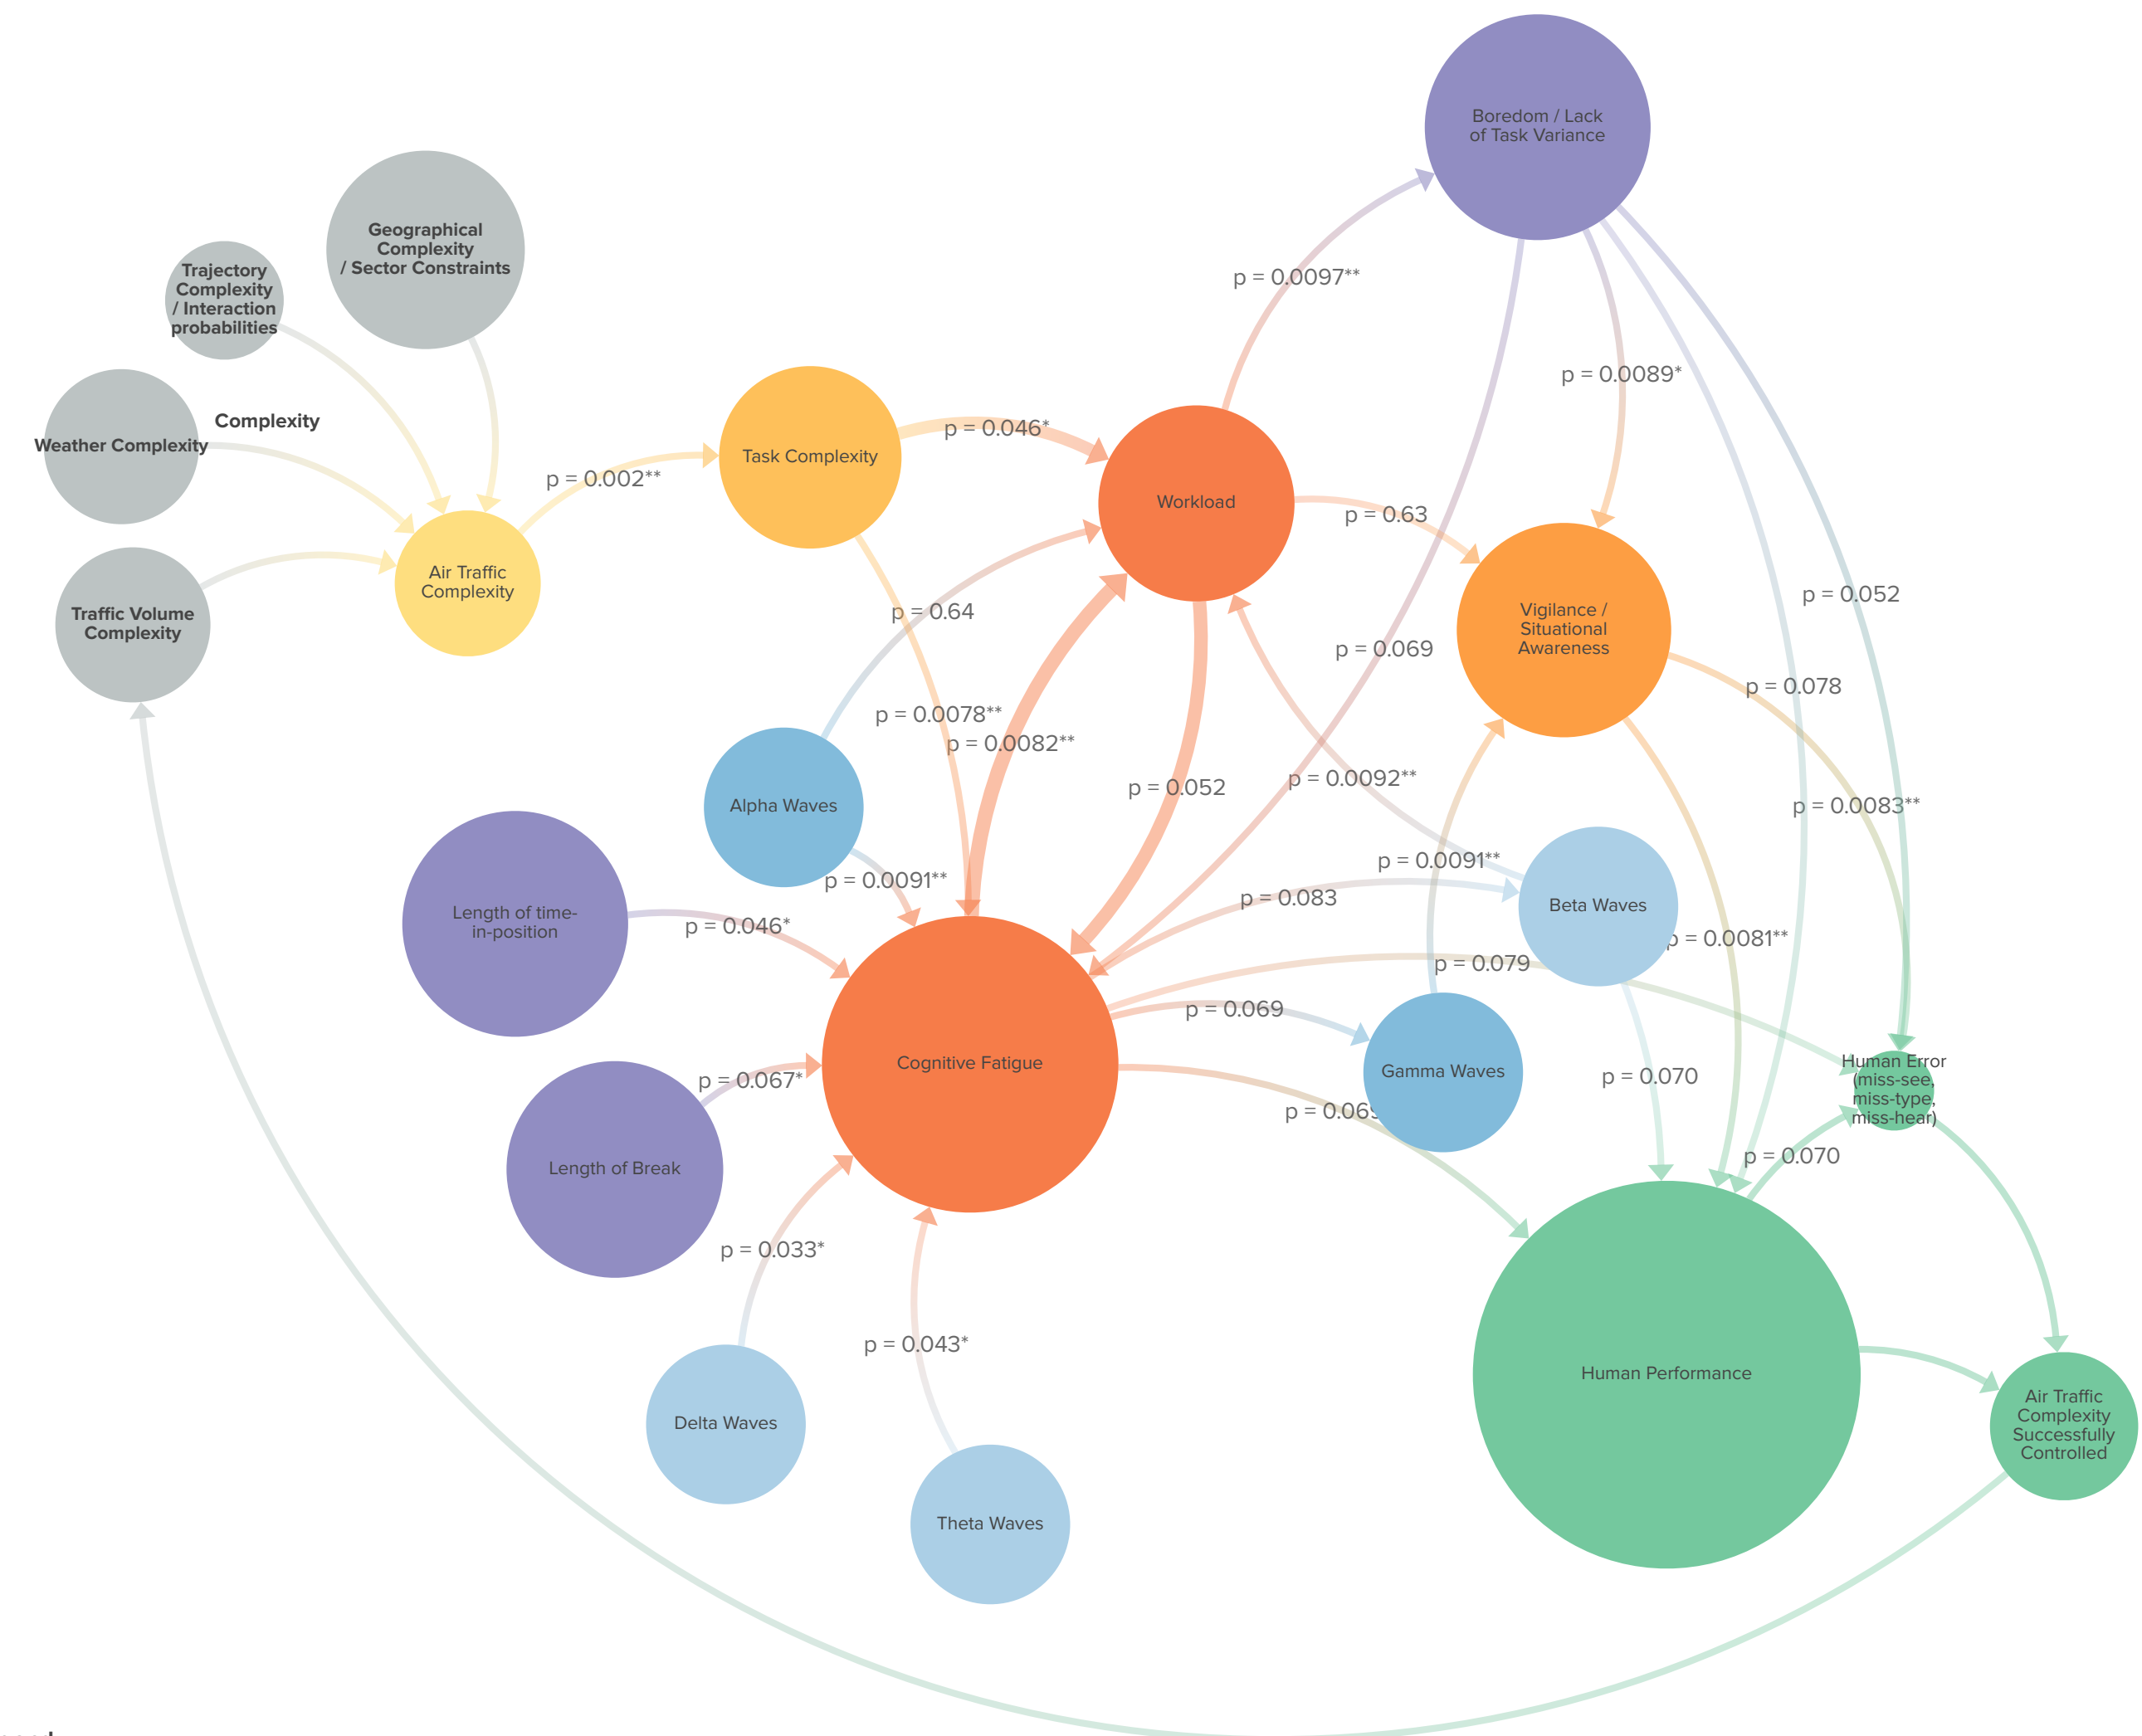 Boredom / Lack
of Task Variance
Geographical
Complexity
/ Sector Constraints
Trajectory
Complexity
/ Interaction
probabilities
p = 0.0097**
p = 0.0089*
Complexity
Weather Complexity
p = 0.046*
Task Complexity
p = 0.002**
Workload
p = 0.63
Air Traffic
Complexity
p = 0.052
Traffic Volume
Complexity
p = 0.64
Vigilance /
Situational
Awareness
p = 0.069
p = 0.078
p = 0.0078**
p = 0.0082**
p = 0.052
p = 0.0092**
Alpha Waves
p = 0.0083**
p = 0.0091**
p = 0.0091**
p = 0.083
Beta Waves
Length of time-
in-position
p = 0.046*
p = 0.0081**
p = 0.079
p = 0.069
Cognitive Fatigue
Gamma Waves
Human Error
(miss-see,
miss-type,
miss-hear)
p = 0.067*
p = 0.070
p = 0.069
p = 0.070
Length of Break
p = 0.033*
p = 0.043*
Human Performance
Delta Waves
Air Traffic
Complexity
Successfully
Controlled
Theta Waves